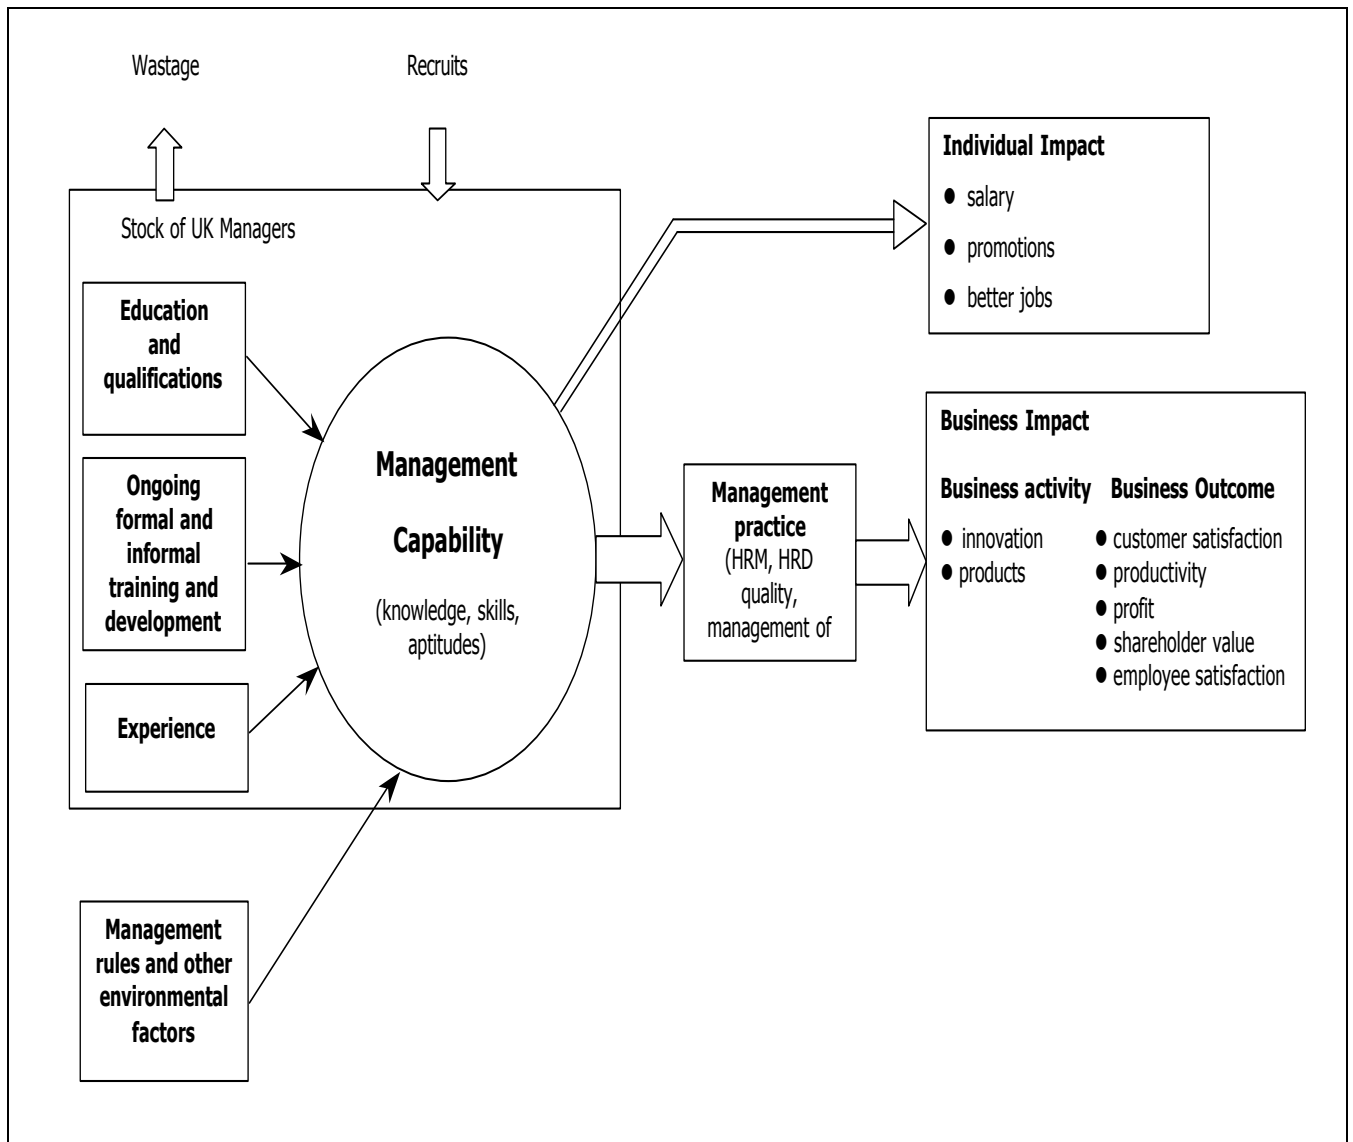 Wastage
Recruits
Stock of UK Managers
Education
and
qualifications
Ongoing
formal and
informal
training and
development
Experience
Management
rules and other
environmental
factors
Management
Capability
(knowledge, skills,
aptitudes)
Individual Impact
● salary
● promotions
● better jobs
Management
practice
(HRM, HRD
quality,
management of
Business Impact
Business activity
● innovation
● products
Business Outcome
● customer satisfaction
● productivity
● profit
● shareholder value
● employee satisfaction